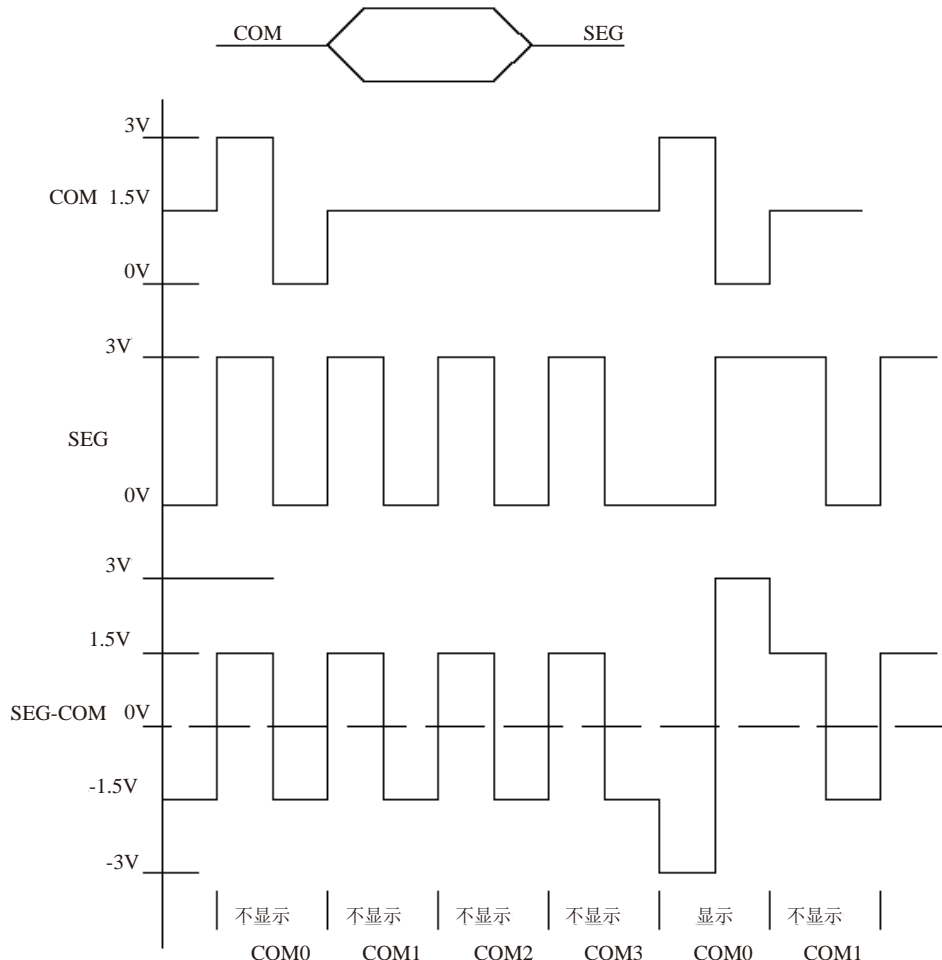 COM SEG
3V
COM 1.5V
0V
3V
SEG
0V
3V
1.5V
SEG-COM 0V
-1.5V
-3V
不显示 不显示 不显示 不显示 显示 不显示
COM0 COM1 COM2 COM3 COM0 COM1